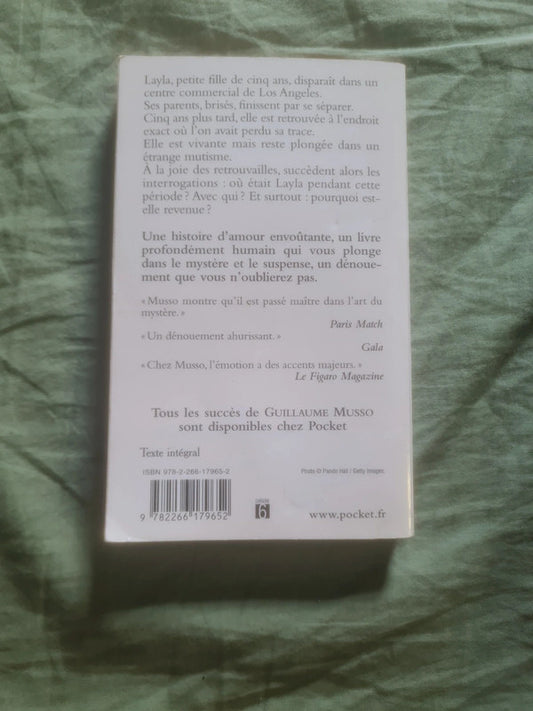 Layla, petite fille de cinq ans, disparaît dans un
centre commercial de Los Angeles.
Ses parents, brisés, finissent par se séparer.
Cinq ans plus tard, elle est retrouvée à l'endroit
exact où l'on avait perdu sa trace.
Elle est vivante mais reste plongée dans un
étrange mutisme.
À la joie des retrouvailles, succèdent alors les
interrogations : où était Layla pendant cette
période ? Avec qui ? Et surtout : pourquoi est-
elle revenue ?
Une histoire d'amour envoûtante, un livre
profondément humain qui vous plonge
dans le mystère et le suspense, un dénoue-
ment que vous n'oublierez pas.
« Musso montre qu'il est passé maître dans l'art du
mystère. »
Paris Match
« Un dénouement ahurissant. »
Gala
« Chez Musso, l'émotion a des accents majeurs. »
Le Figaro Magazine
Tous les succès de GUILLAUME MUSSO
sont disponibles chez Pocket
Texte intégral
ISBN 978-2-266-17965-2
Photo © Pando Hall / Getty Images.
9 782266 179652
6
www.pocket.fr